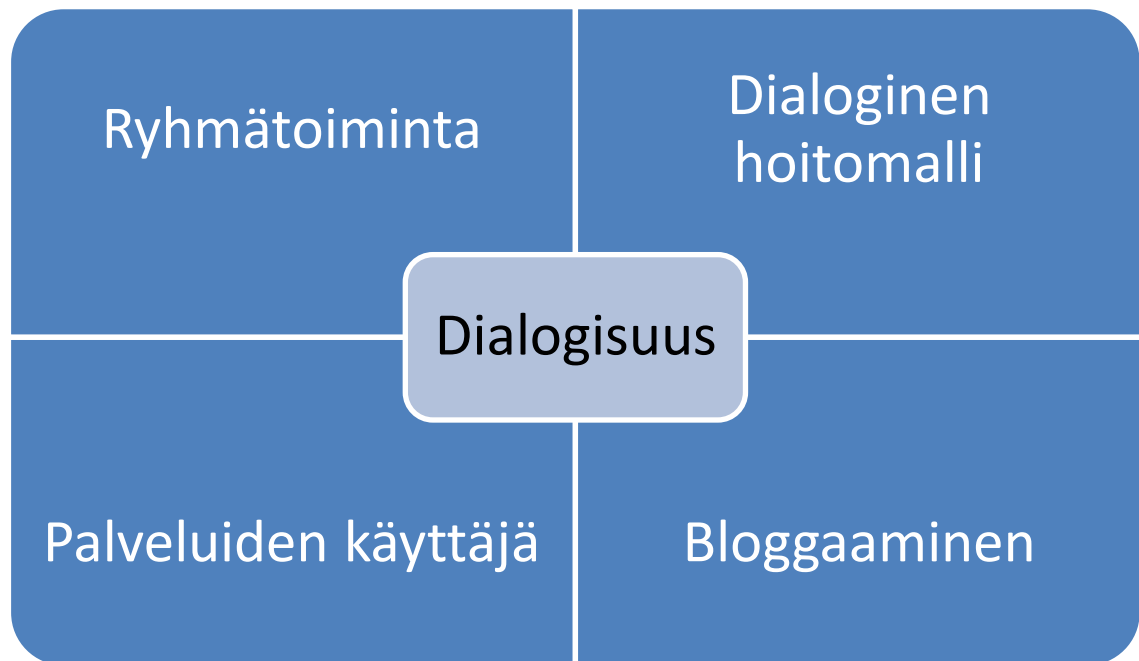 Ryhmätoiminta
Dialoginen
hoitomalli
Dialogisuus
Palveluiden käyttäjä
Bloggaaminen